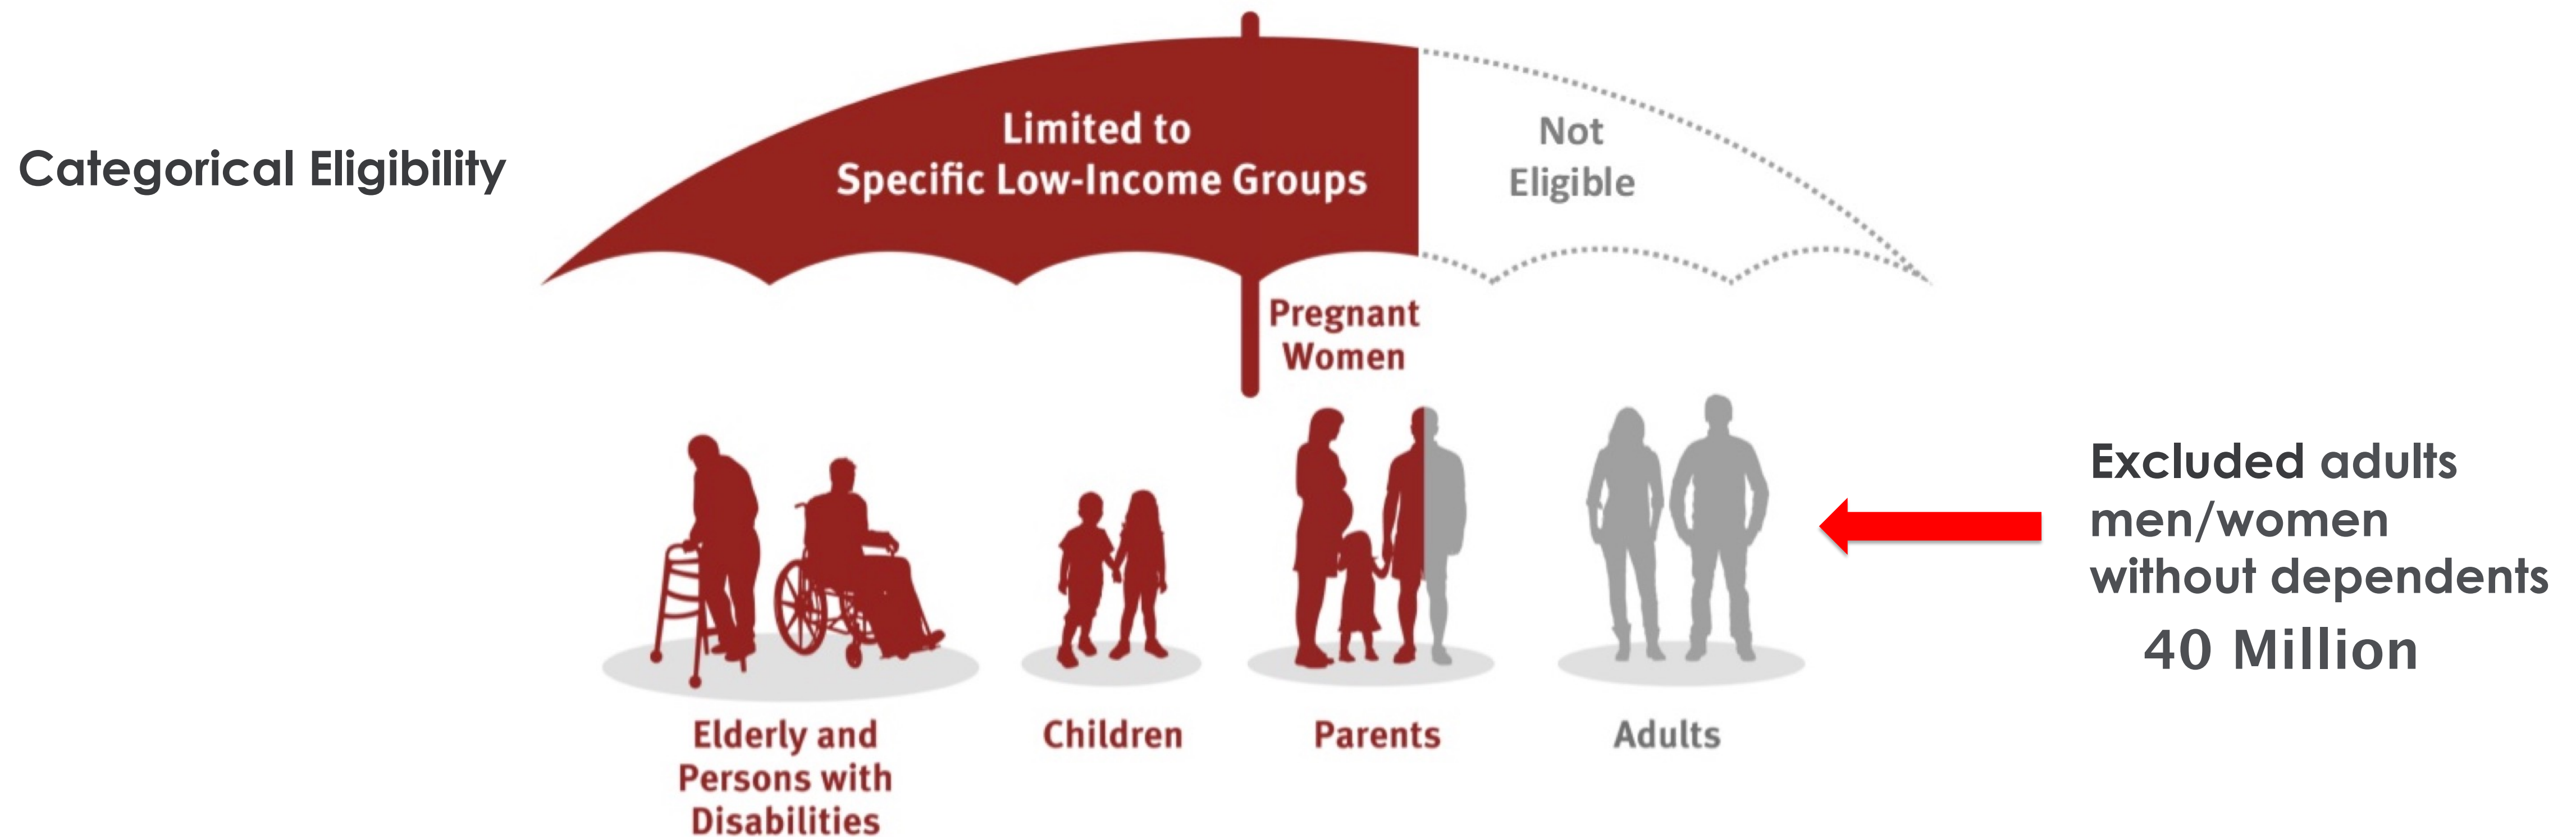 Categorical Eligibility
Limited to
Specific Low-Income Groups
Not
Eligible
Pregnant
Women
Elderly and
Persons with
Disabilities
Children
Parents
Adults
Excluded adults
men/women
without dependents
40 Million